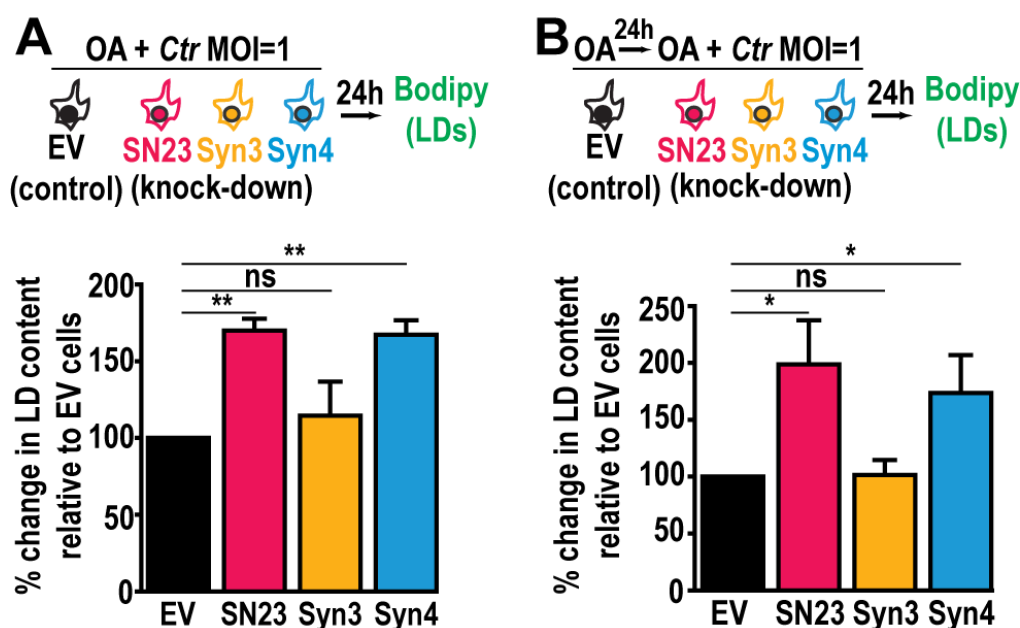 A
OA + Ctr MOI=1
EV
SN23
Syn3
Syn4
24h
Bodipy
(LDs)
(control)
(knock-down)
% change in LD content
relative to EV cells
200
150
100
50
0
**
ns
**
EV
SN23
Syn3
Syn4
B
OA 24h OA + Ctr MOI=1
EV
SN23
Syn3
Syn4
24h
Bodipy
(LDs)
(control)
(knock-down)
% change in LD content
relative to EV cells
250
200
150
100
50
0
*
ns
*
EV
SN23
Syn3
Syn4